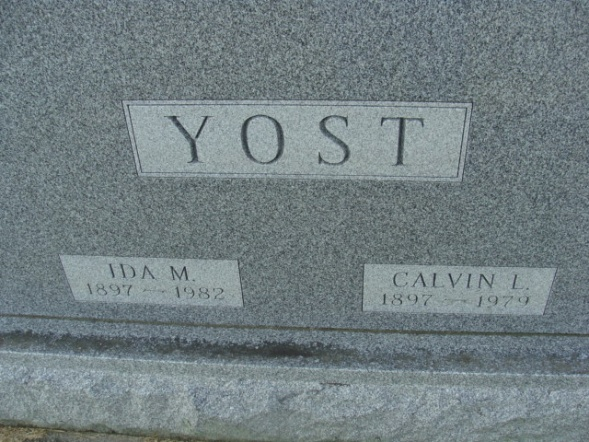 YOST
IDA M.
1897 — 1982
CALVIN L.
1897 — 1979